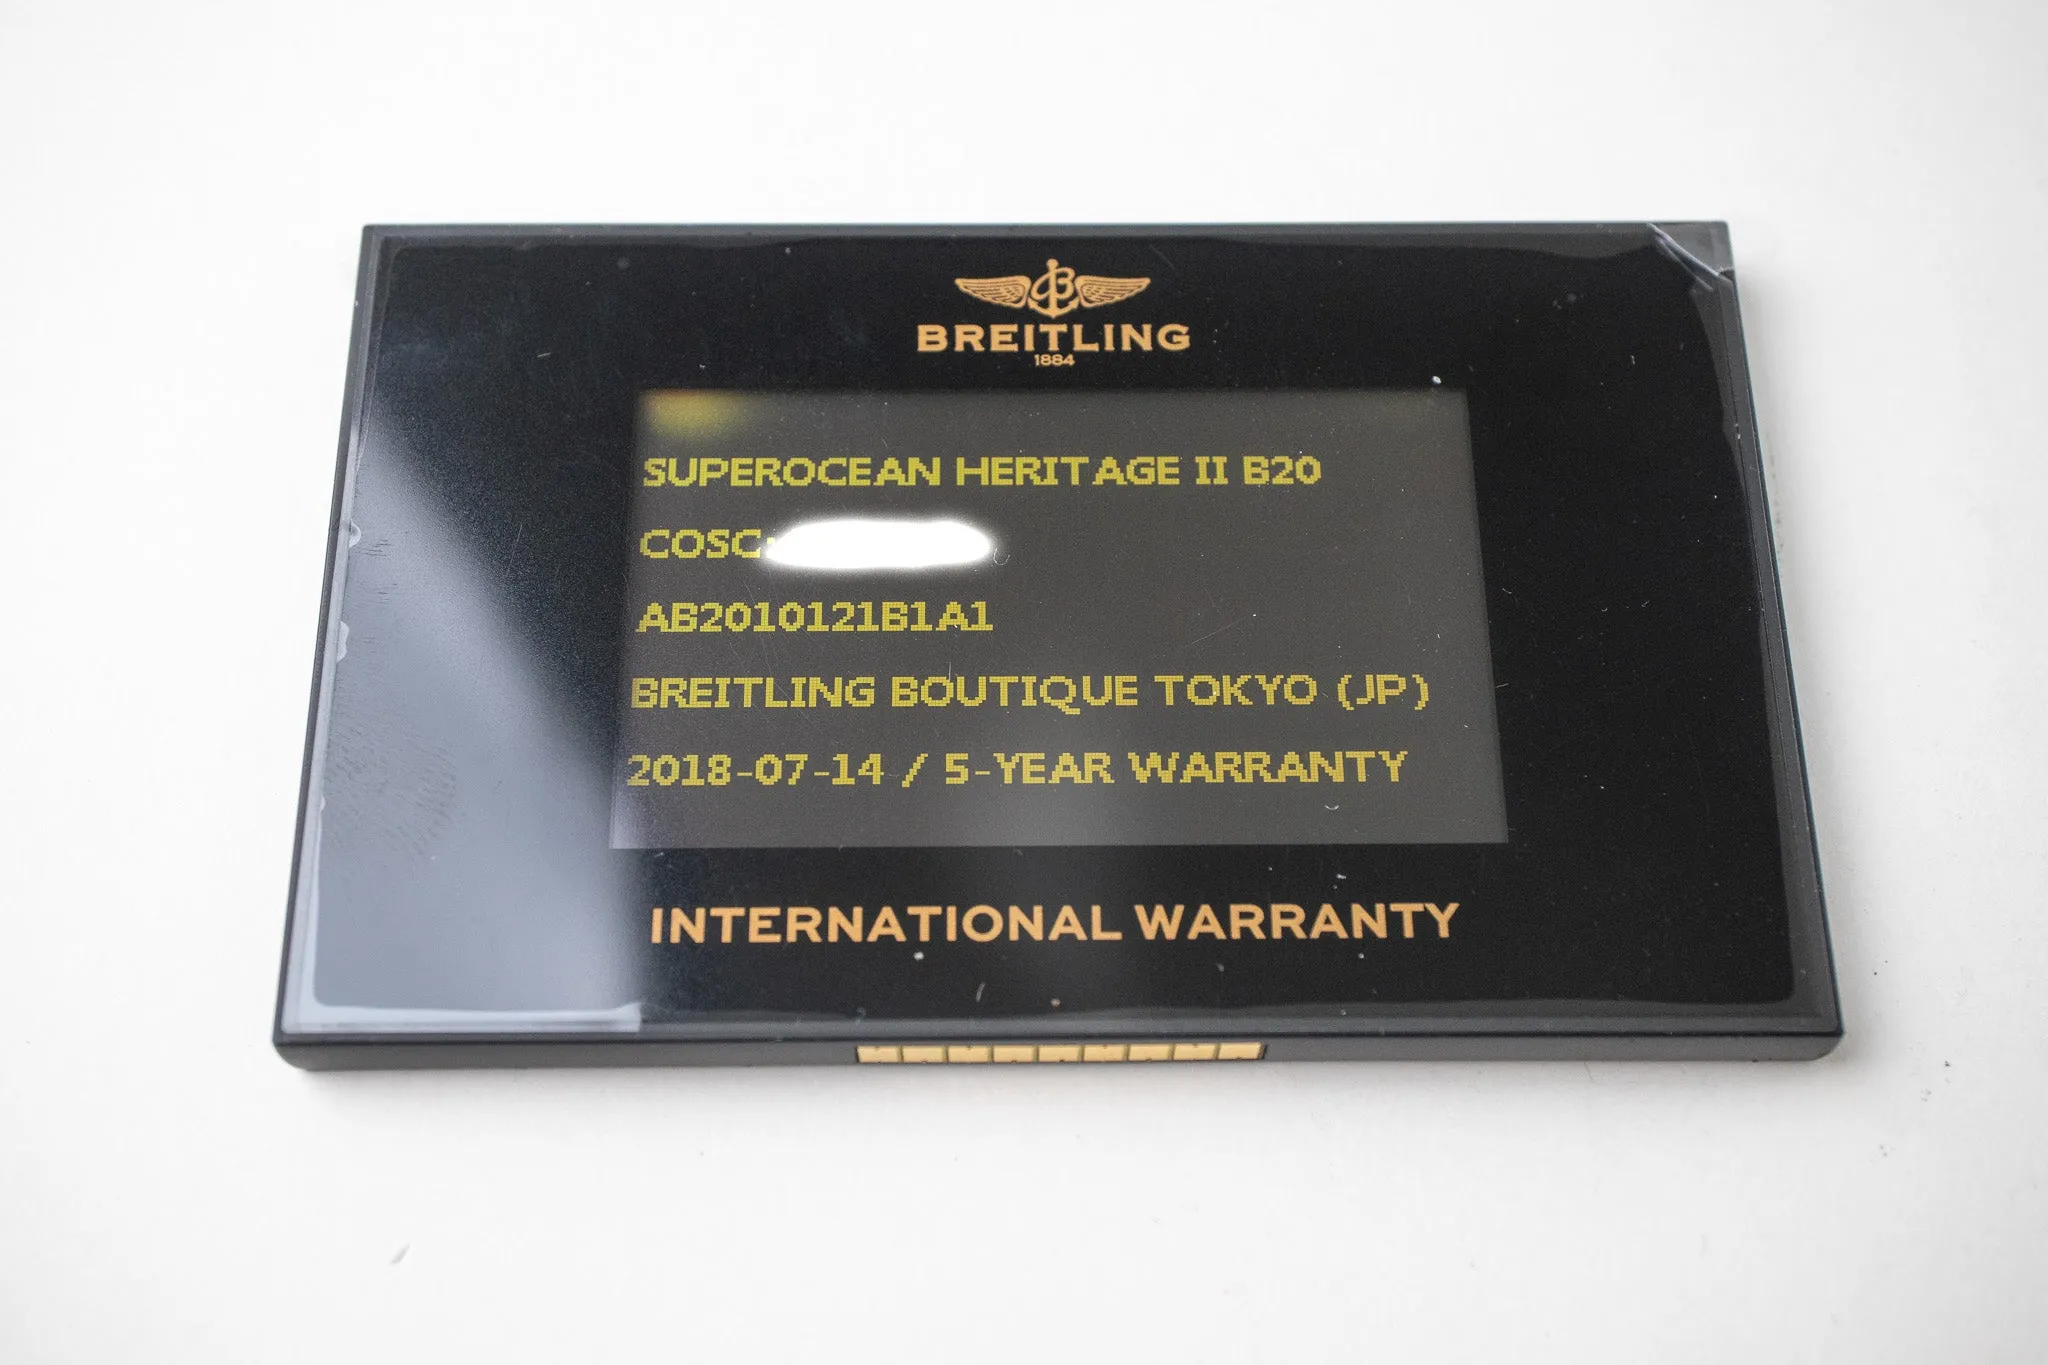 BREITLING
1884
SUPEROCEAN HERITAGE II B20
COSC:
AB2010121B1A1
BREITLING BOUTIQUE TOKYO (JP)
2018-07-14 / 5-YEAR WARRANTY
INTERNATIONAL WARRANTY